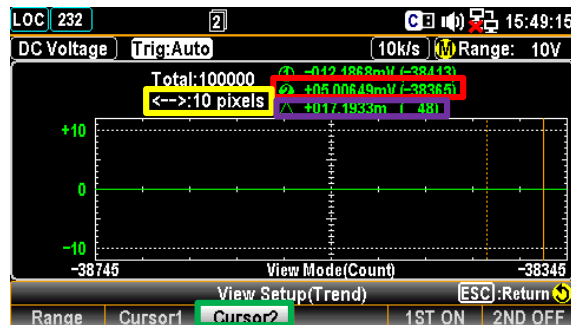 LOC 232 2 C 15:49:15
DC Voltage Trig:Auto 10k/s M Range: 10V
Total:100000 ① -012.1868mV (-38413)
<-->:10 pixels ② +05.00649mV (-38365)
△ +017.1933m ( 48)
+10
0
-10
-38745 View Mode(Count) -38345
View Setup(Trend) ESC:Return
Range Cursor1 Cursor2 1ST ON 2ND OFF